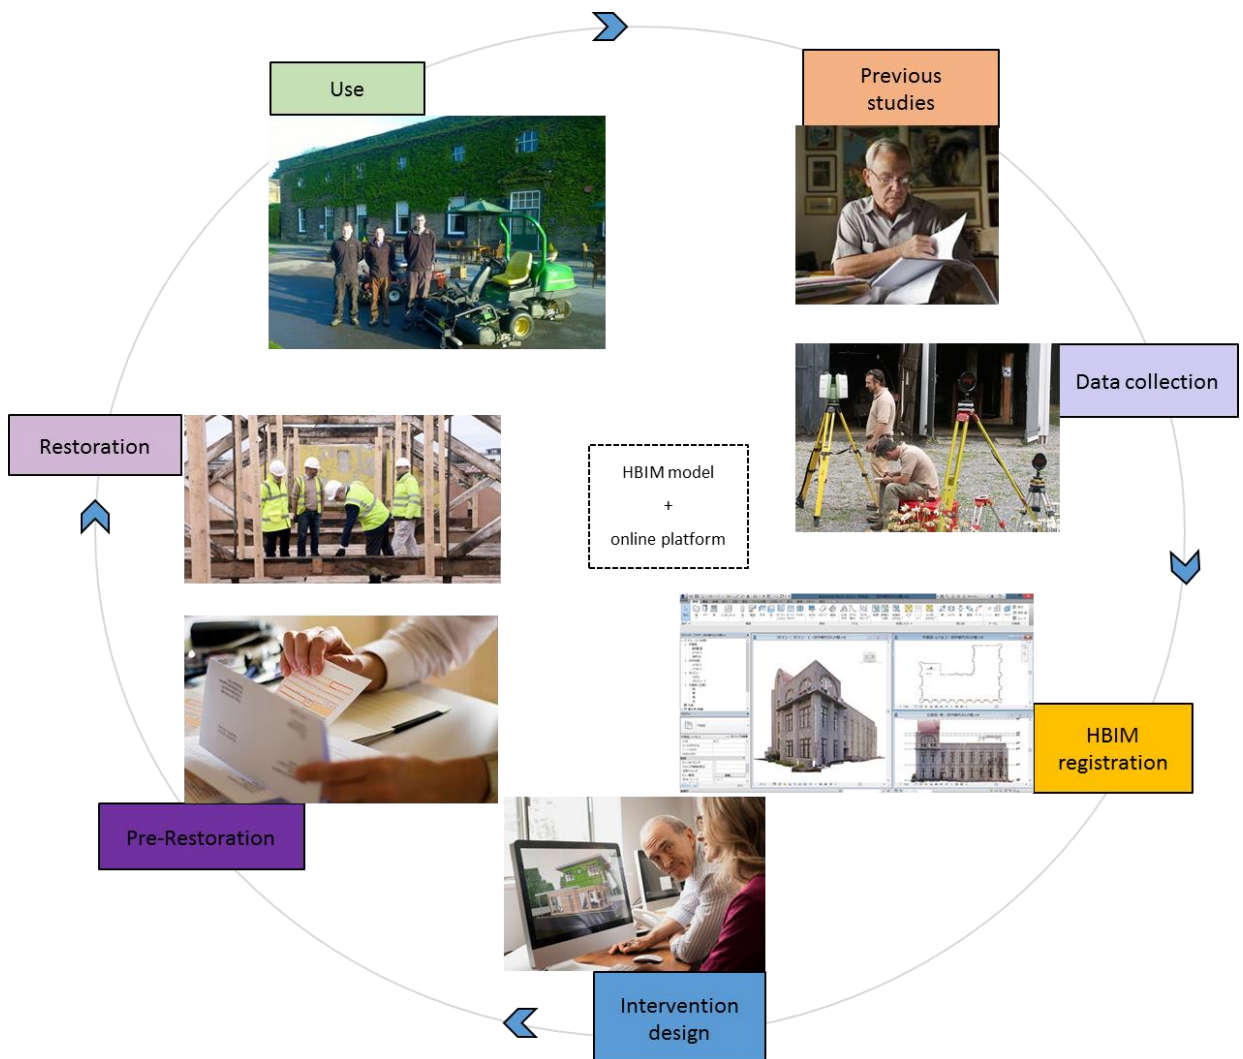 Use
Previous
studies
Data collection
HBIM
registration
Intervention
design
Pre-Restoration
Restoration
HBIM model
+
online platform